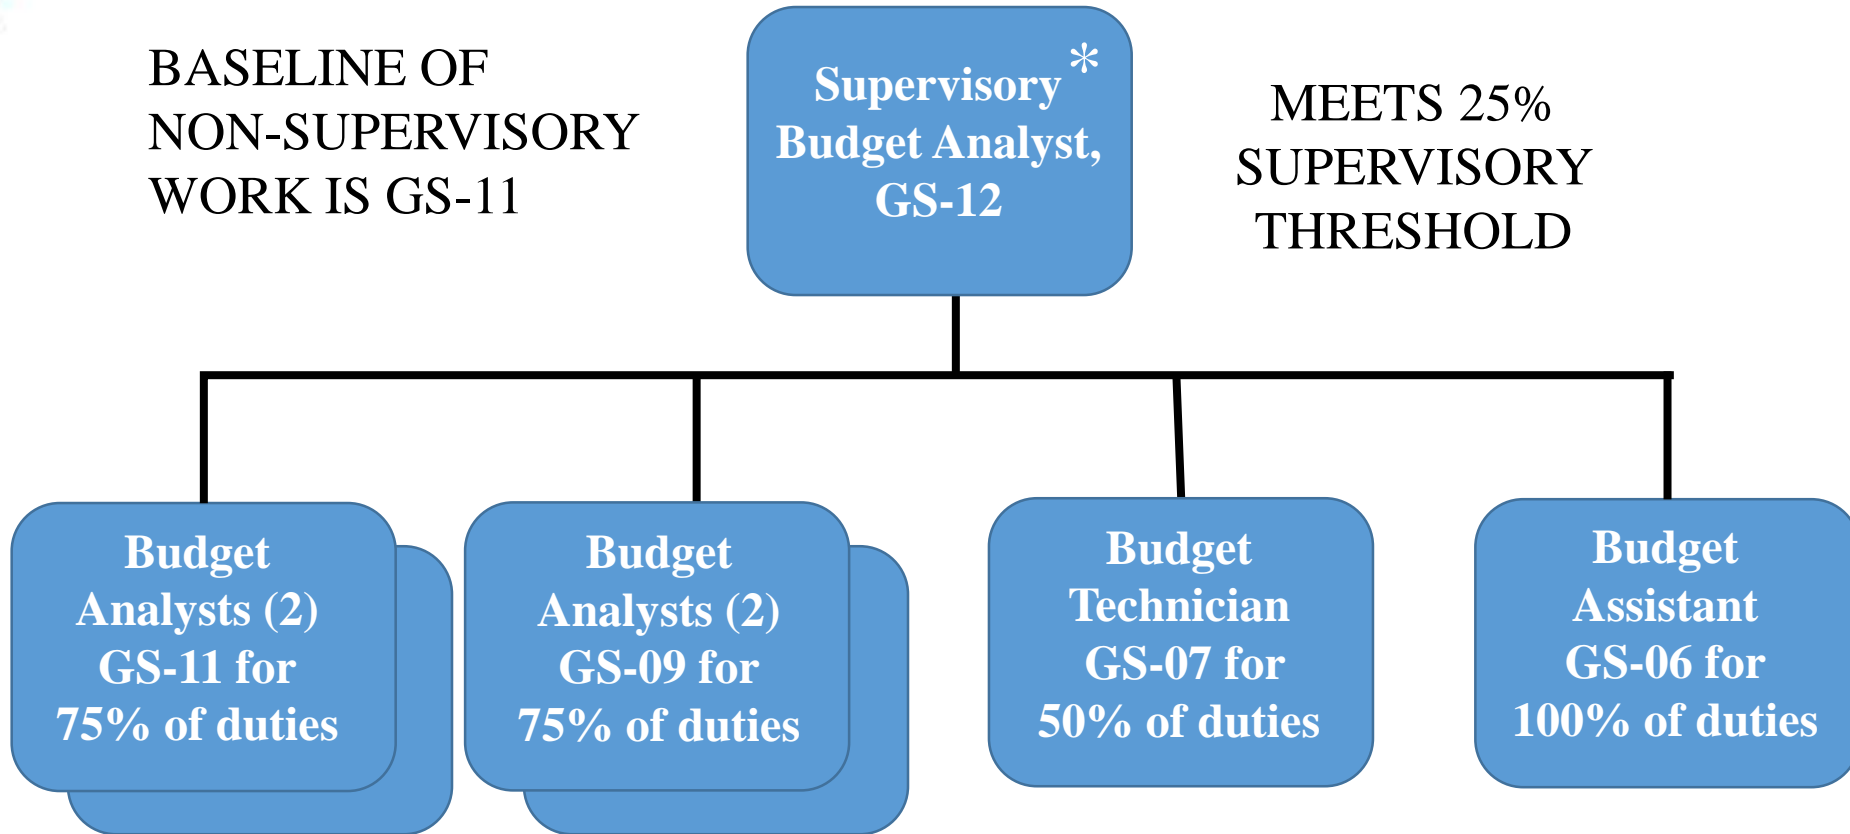 BASELINE OF
NON-SUPERVISORY
WORK IS GS-11
Supervisory *
Budget Analyst,
GS-12
MEETS 25%
SUPERVISORY
THRESHOLD
Budget
Analysts (2)
GS-11 for
75% of duties
Budget
Analysts (2)
GS-09 for
75% of duties
Budget
Technician
GS-07 for
50% of duties
Budget
Assistant
GS-06 for
100% of duties